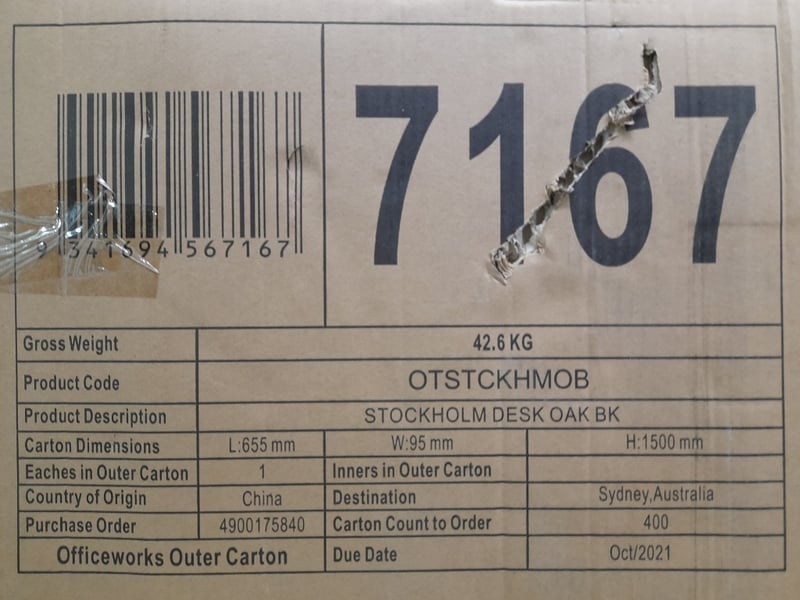 7167
9 341694 567167
Gross Weight 42.6 KG
Product Code OTSTCKHMOB
Product Description STOCKHOLM DESK OAK BK
Carton Dimensions L:655 mm W:95 mm H:1500 mm
Eaches in Outer Carton 1 Inners in Outer Carton
Country of Origin China Destination Sydney,Australia
Purchase Order 4900175840 Carton Count to Order 400
Officeworks Outer Carton Due Date Oct/2021